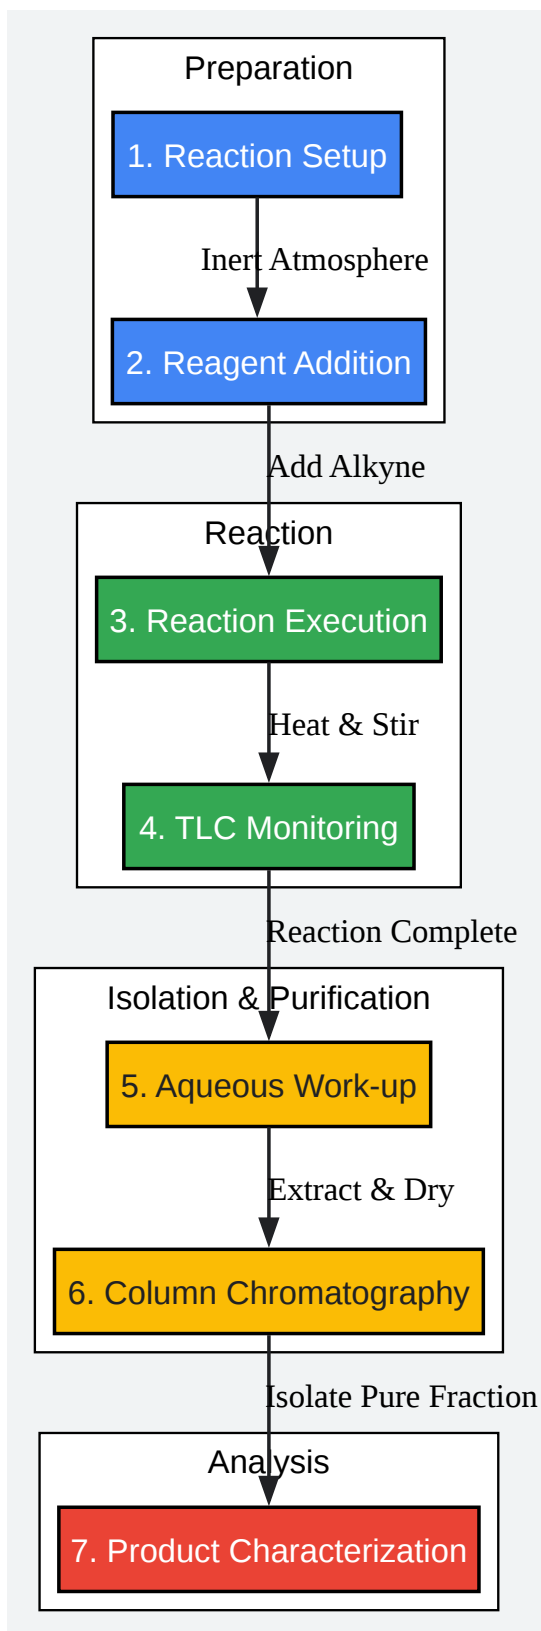 Preparation
1. Reaction Setup
Inert Atmosphere
2. Reagent Addition
Add Alkyne
Reaction
3. Reaction Execution
Heat & Stir
4. TLC Monitoring
Reaction Complete
Isolation & Purification
5. Aqueous Work-up
Extract & Dry
6. Column Chromatography
Isolate Pure Fraction
Analysis
7. Product Characterization